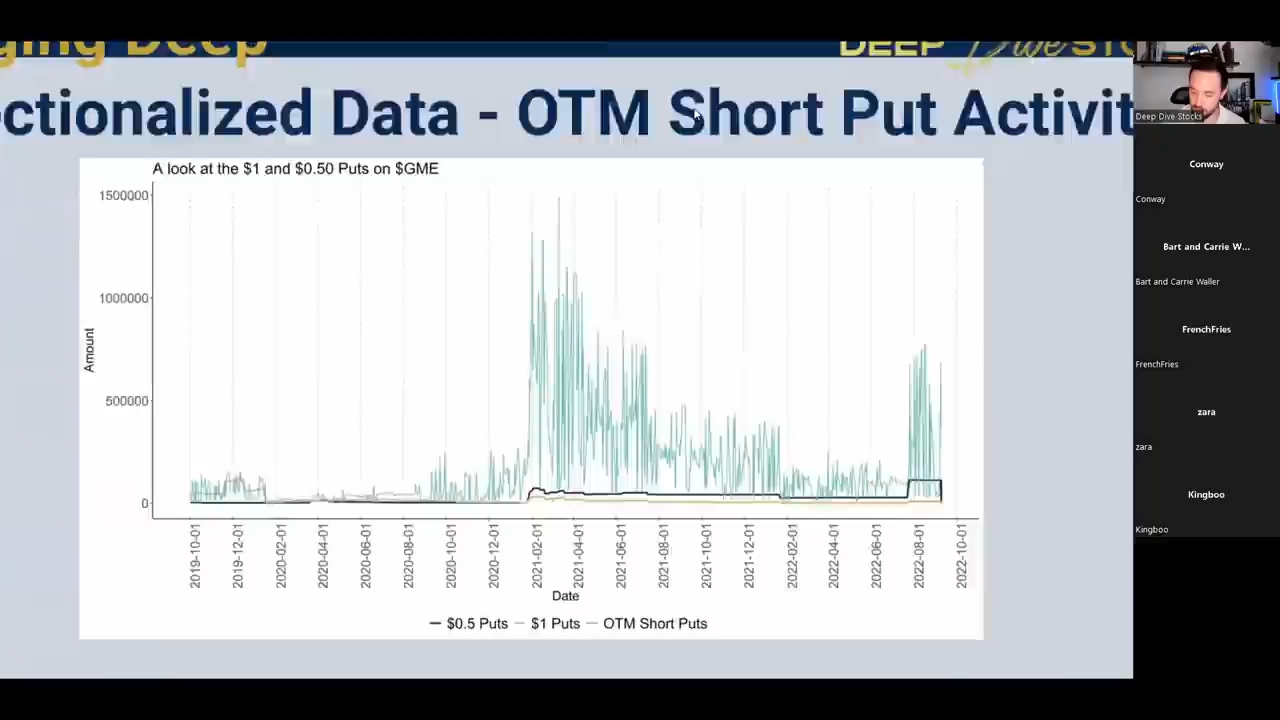 ging Deep
DEEP Dive STO
ctionalized Data - OTM Short Put Activit
A look at the $1 and $0.50 Puts on $GME
1500000
1000000
500000
0
Amount
2019-10-01
2019-12-01
2020-02-01
2020-04-01
2020-06-01
2020-08-01
2020-10-01
2020-12-01
2021-02-01
2021-04-01
2021-06-01
2021-08-01
2021-10-01
2021-12-01
2022-02-01
2022-04-01
2022-06-01
2022-08-01
2022-10-01
Date
$0.5 Puts $1 Puts OTM Short Puts
Deep Dive Stocks
Conway
Conway
Bart and Carrie W...
Bart and Carrie Waller
FrenchFries
FrenchFries
zara
zara
Kingboo
Kingboo